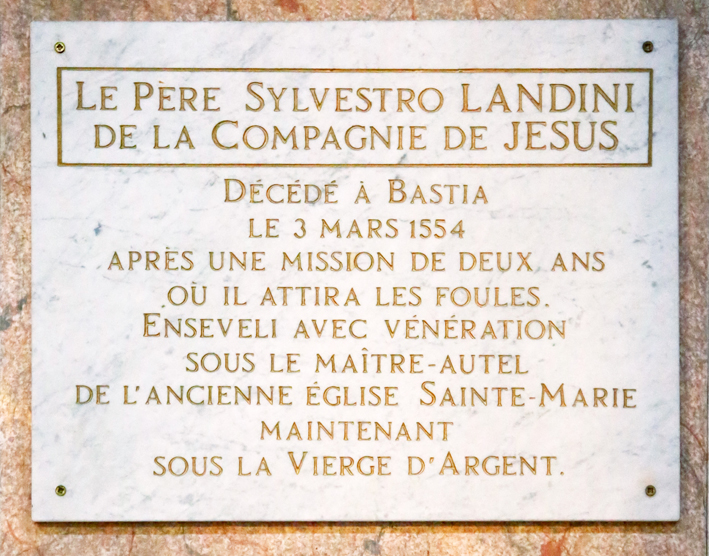 LE PÈRE SYLVESTRO LANDINI
DE LA COMPAGNIE DE JESUS
DÉCÉDÉ À BASTIA
LE 3 MARS 1554
APRÈS UNE MISSION DE DEUX ANS
OÙ IL ATTIRA LES FOULES.
ENSEVELI AVEC VÉNÉRATION
SOUS LE MAÎTRE-AUTEL
DE L'ANCIENNE ÉGLISE SAINTE-MARIE
MAINTENANT
SOUS LA VIERGE D'ARGENT.